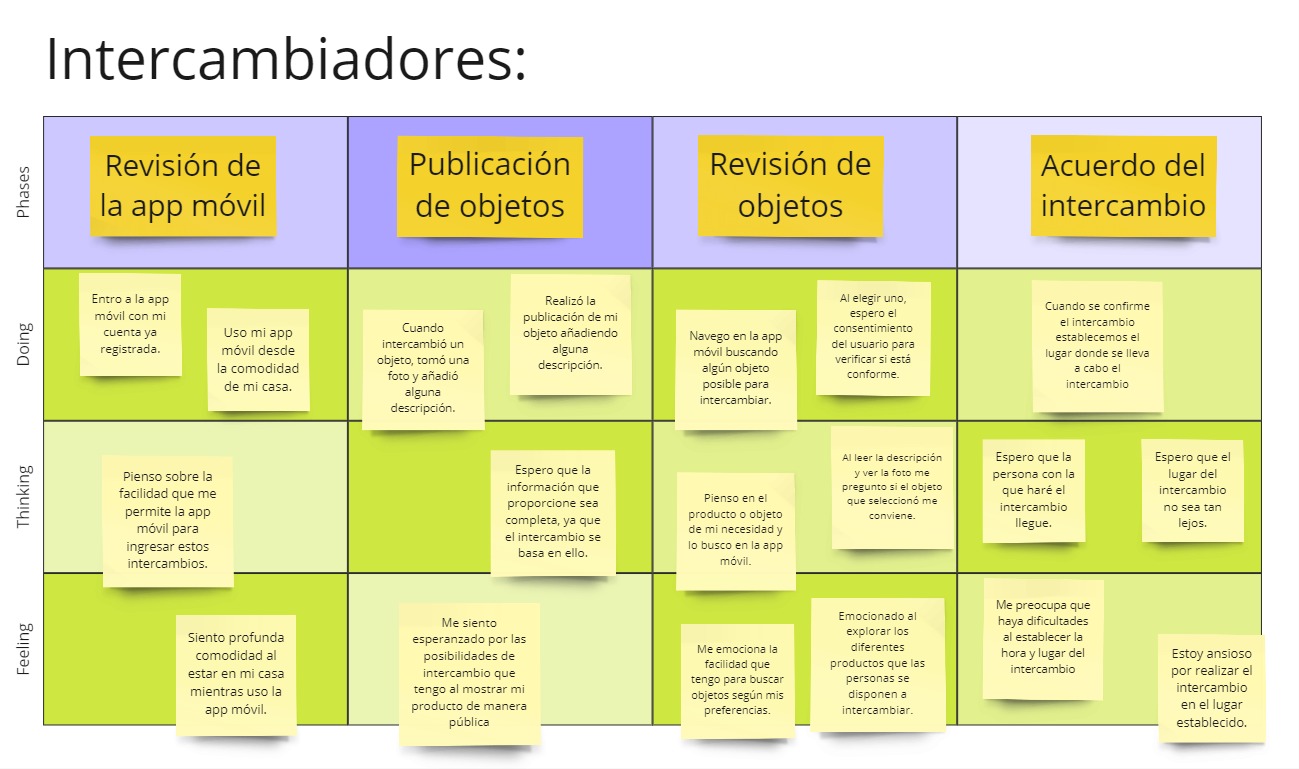 Intercambiadores:
Phases
Revisión de
la app móvil
Publicación
de objetos
Revisión de
objetos
Acuerdo del
intercambio
Doing
Entro a la app
móvil con mi
cuenta ya
registrada.
Uso mi app
móvil desde
la comodidad
de mi casa.
Cuando
intercambió un
objeto, tomó una
foto y añadió
alguna
descripción.
Realizó la
publicación de mi
objeto añadiendo
alguna
descripción.
Navego en la app
móvil buscando
algún objeto
posible para
intercambiar.
Al elegir uno,
espero el
consentimiento
del usuario para
verificar si está
conforme.
Cuando se confirme
el intercambio
establecemos el
lugar donde se lleva
a cabo el
intercambio
Thinking
Pienso sobre la
facilidad que me
permite la app
móvil para
ingresar estos
intercambios.
Espero que la
información que
proporcione sea
completa, ya que
el intercambio se
basa en ello.
Pienso en el
producto o objeto
de mi necesidad y
lo busco en la app
móvil.
Al leer la descripción
y ver la foto me
pregunto si el objeto
que seleccionó me
conviene.
Espero que la
persona con la
que haré el
intercambio
llegue.
Espero que el
lugar del
intercambio
no sea tan
lejos.
Feeling
Siento profunda
comodidad al
estar en mi casa
mientras uso la
app móvil.
Me siento
esperanzado por las
posibilidades de
intercambio que
tengo al mostrar mi
producto de manera
pública
Me emociona la
facilidad que
tengo para buscar
objetos según mis
preferencias.
Emocionado al
explorar los
diferentes
productos que las
personas se
disponen a
intercambiar.
Me preocupa que
haya dificultades
al establecer la
hora y lugar del
intercambio
Estoy ansioso
por realizar el
intercambio
en el lugar
establecido.